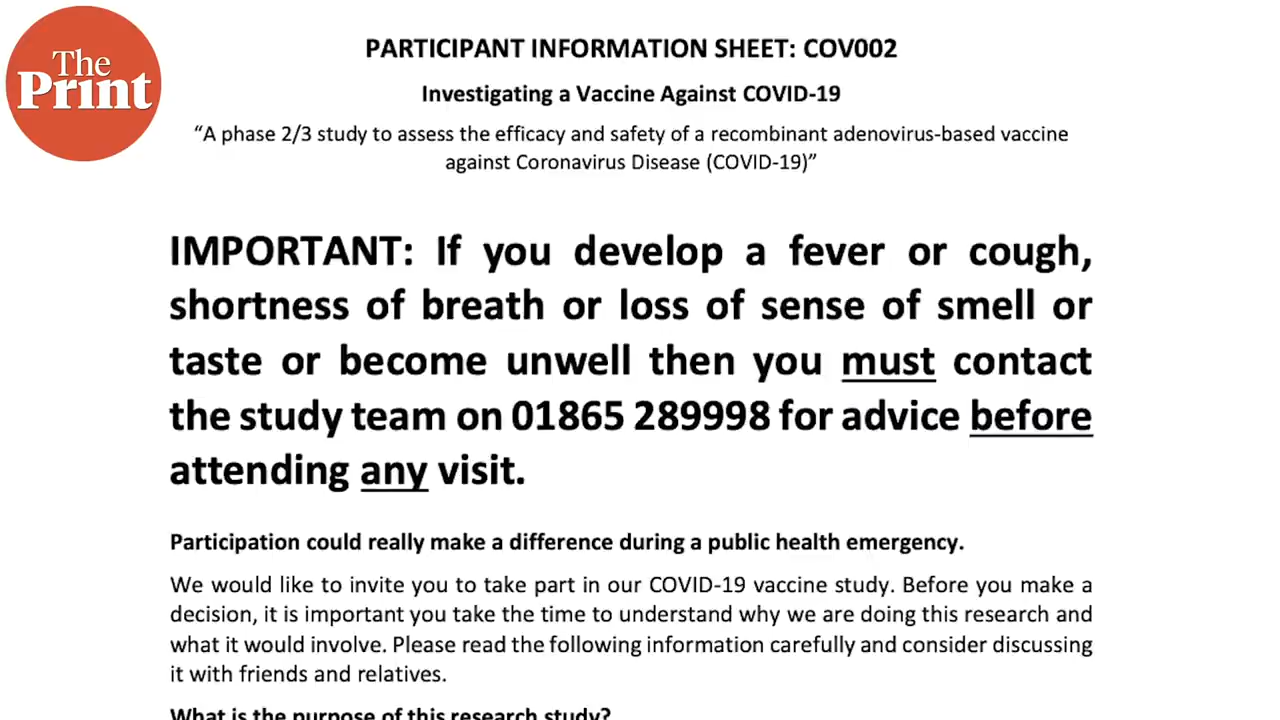 The
Print
PARTICIPANT INFORMATION SHEET: COV002
Investigating a Vaccine Against COVID-19
“A phase 2/3 study to assess the efficacy and safety of a recombinant adenovirus-based vaccine
against Coronavirus Disease (COVID-19)”
IMPORTANT: If you develop a fever or cough,
shortness of breath or loss of sense of smell or
taste or become unwell then you must contact
the study team on 01865 289998 for advice before
attending any visit.
Participation could really make a difference during a public health emergency.
We would like to invite you to take part in our COVID-19 vaccine study. Before you make a
decision, it is important you take the time to understand why we are doing this research and
what it would involve. Please read the following information carefully and consider discussing
it with friends and relatives.
What is the purpose of this research study?